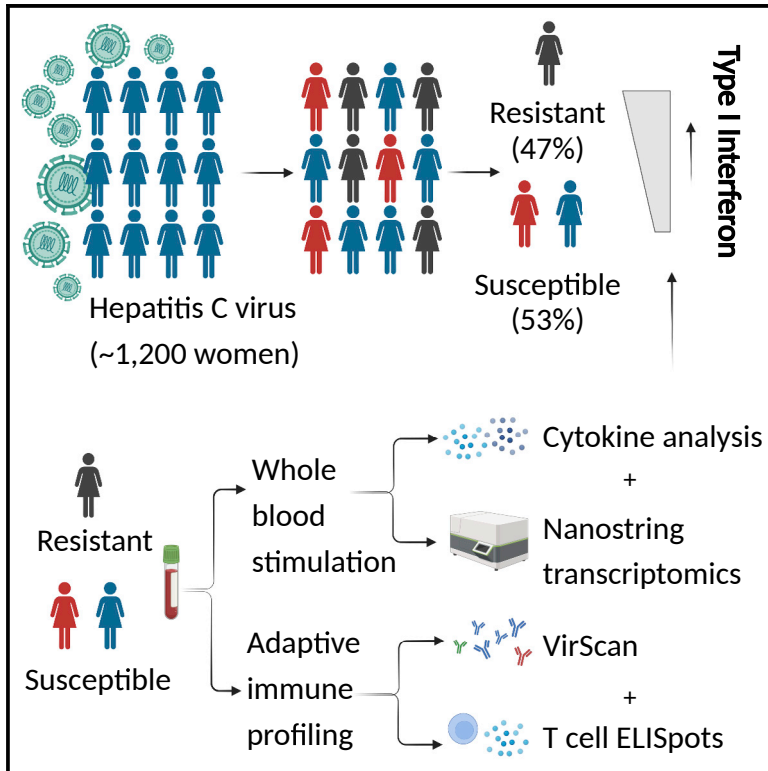 Hepatitis C virus
(~1,200 women)
Resistant
(47%)
Susceptible
(53%)
Type I Interferon
Resistant
Susceptible
Whole
blood
stimulation
Cytokine analysis
+
Nanostring
transcriptomics
Adaptive
immune
profiling
VirScan
+
T cell ELISpots